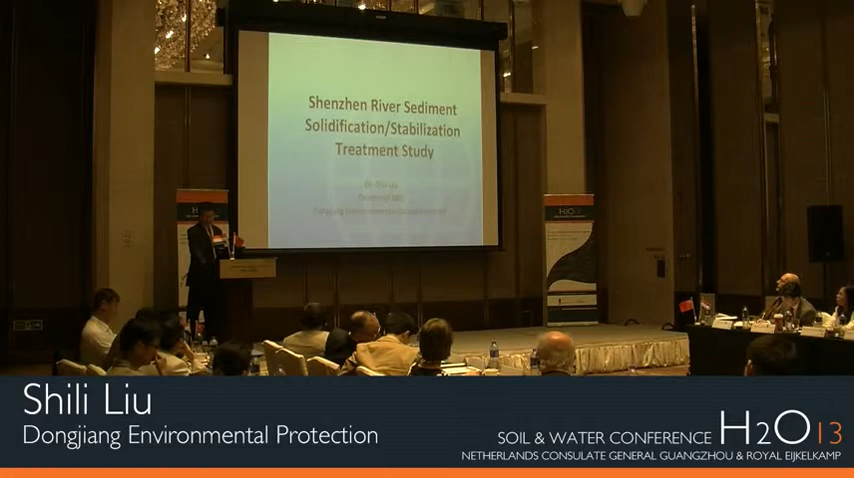 Shenzhen River Sediment
Solidification/Stabilization
Treatment Study
H2O13
Shili Liu
Dongjiang Environmental Protection
SOIL & WATER CONFERENCE H2O13
NETHERLANDS CONSULATE GENERAL GUANGZHOU & ROYAL EIJKELKAMP